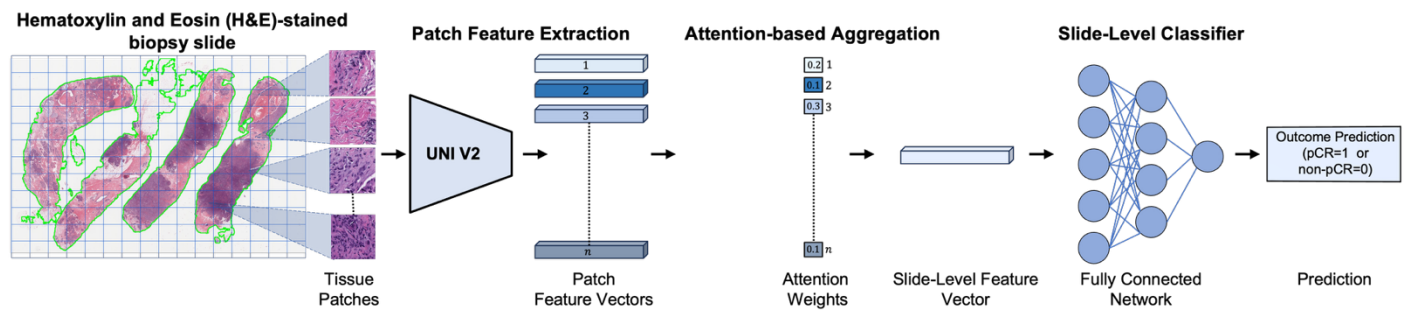 Hematoxylin and Eosin (H&E)-stained
biopsy slide
Patch Feature Extraction
Attention-based Aggregation
Slide-Level Classifier
UNI V2
1
2
3
n
0.2 1
0.1 2
0.3 3
0.1 n
Outcome Prediction
(pCR=1 or
non-pCR=0)
Tissue
Patches
Patch
Feature Vectors
Attention
Weights
Slide-Level Feature
Vector
Fully Connected
Network
Prediction